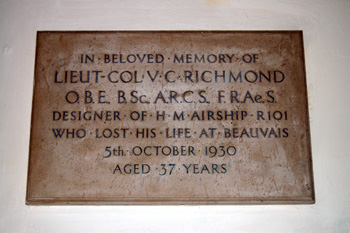 IN · BELOVED · MEMORY · OF
LIEUT-COL · V · C · RICHMOND
O.B.E., B.Sc., A.R.C.S., F.R.Ae.S.
DESIGNER · OF · H · M · AIRSHIP · R101
WHO · LOST · HIS · LIFE · AT · BEAUVAIS
5th · OCTOBER · 1930
AGED · 37 · YEARS